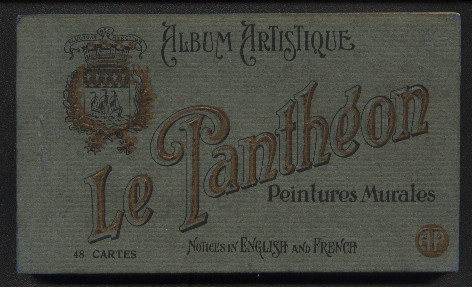 ALBUM ARTISTIQUE
Le Panthéon
Peintures Murales
48 CARTES
NOTICES IN ENGLISH AND FRENCH